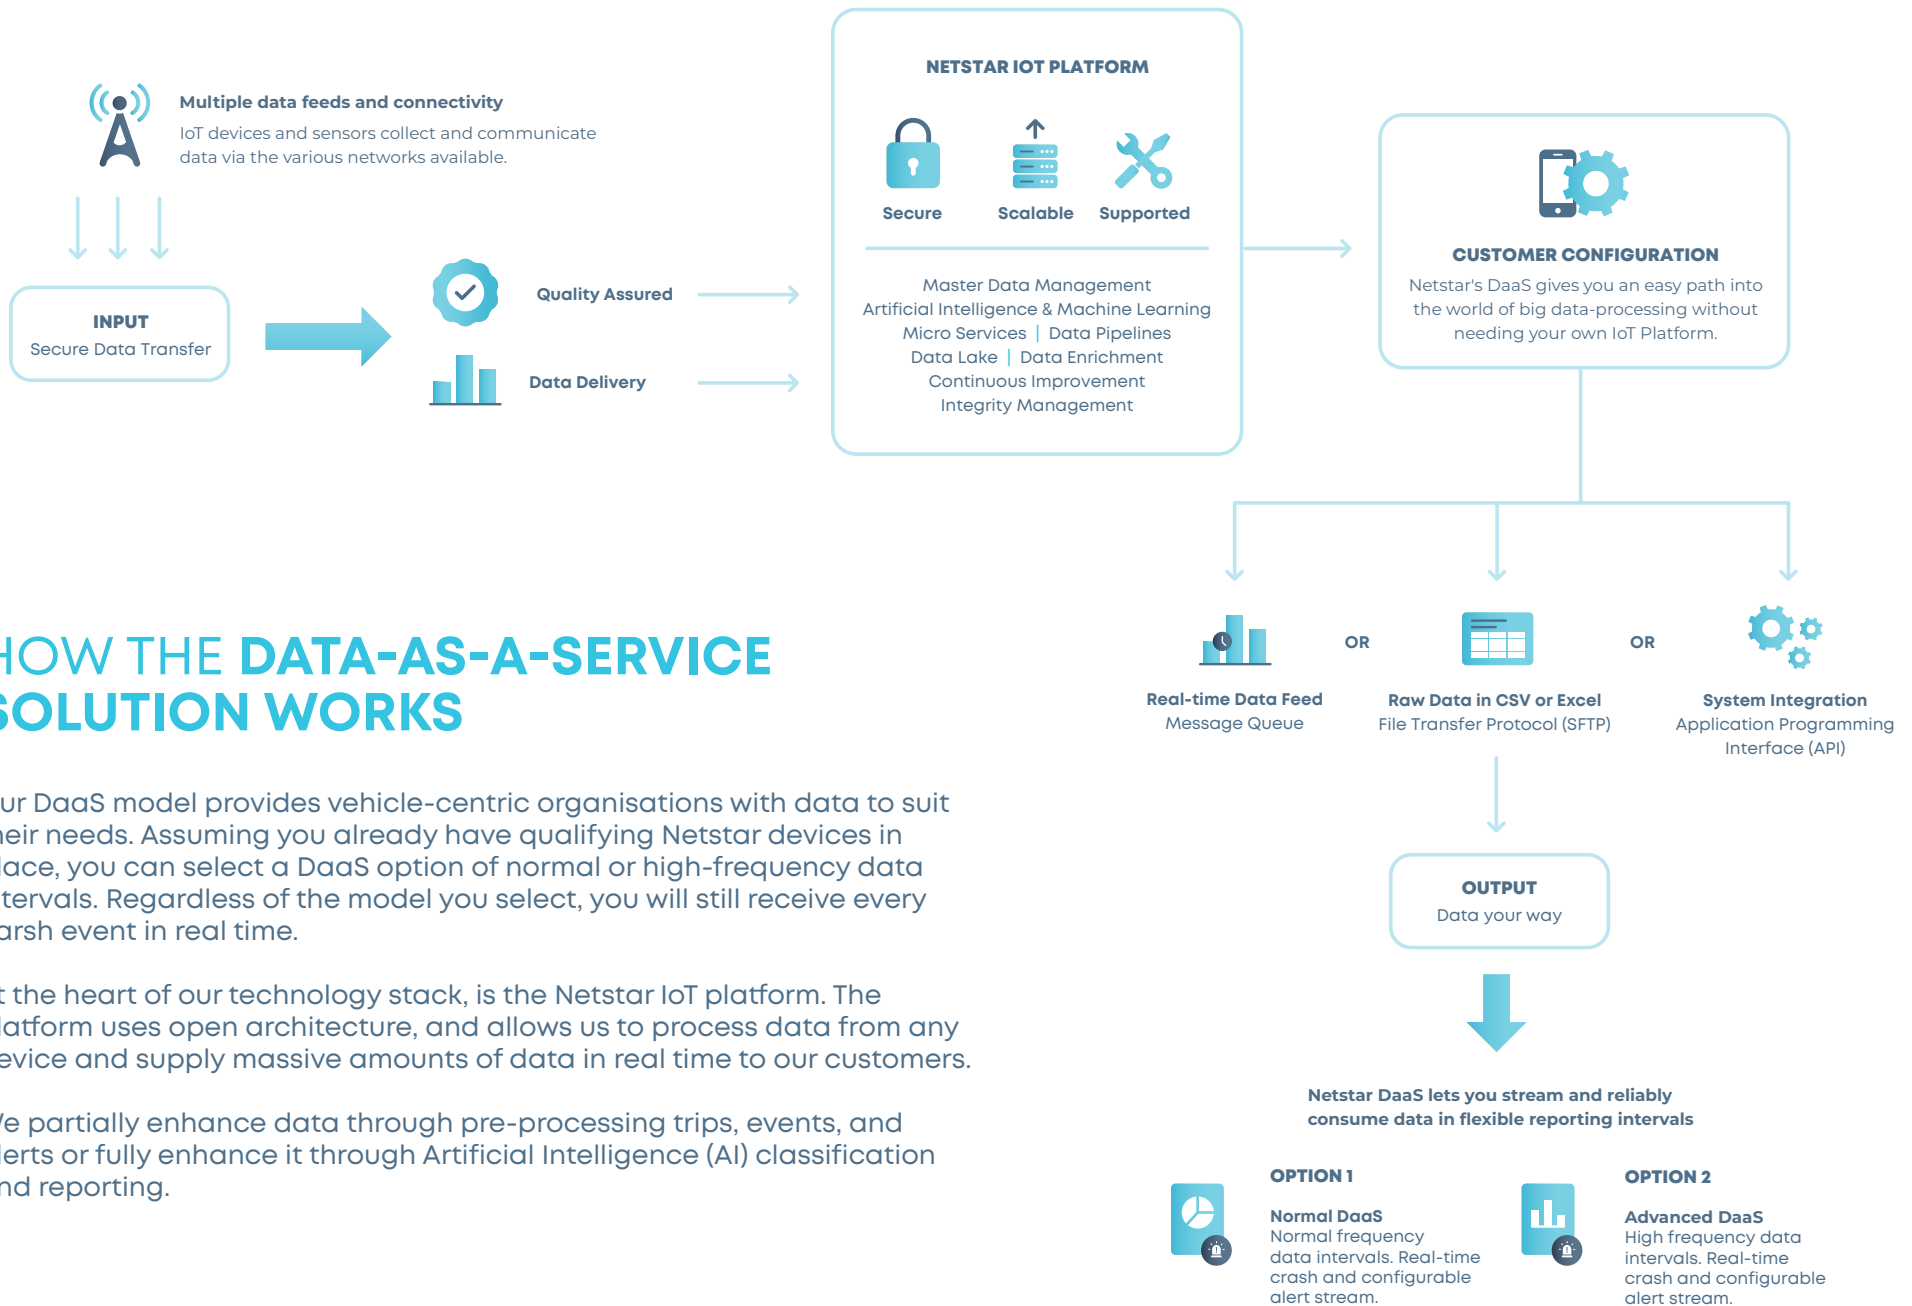 Multiple data feeds and connectivity
IoT devices and sensors collect and communicate
data via the various networks available.
INPUT
Secure Data Transfer
Quality Assured
Data Delivery
NETSTAR IOT PLATFORM
Secure
Scalable
Supported
Master Data Management
Artificial Intelligence & Machine Learning
Micro Services | Data Pipelines
Data Lake | Data Enrichment
Continuous Improvement
Integrity Management
CUSTOMER CONFIGURATION
Netstar's DaaS gives you an easy path into
the world of big data-processing without
needing your own IoT Platform.
Real-time Data Feed
Message Queue
OR
Raw Data in CSV or Excel
File Transfer Protocol (SFTP)
OR
System Integration
Application Programming
Interface (API)
OUTPUT
Data your way
Netstar DaaS lets you stream and reliably
consume data in flexible reporting intervals
OPTION 1
Normal DaaS
Normal frequency
data intervals. Real-time
crash and configurable
alert stream.
OPTION 2
Advanced DaaS
High frequency data
intervals. Real-time
crash and configurable
alert stream.
HOW THE DATA-AS-A-SERVICE
SOLUTION WORKS
ur DaaS model provides vehicle-centric organisations with data to suit
heir needs. Assuming you already have qualifying Netstar devices in
lace, you can select a DaaS option of normal or high-frequency data
tervals. Regardless of the model you select, you will still receive every
arsh event in real time.
t the heart of our technology stack, is the Netstar IoT platform. The
latform uses open architecture, and allows us to process data from any
evice and supply massive amounts of data in real time to our customers.
e partially enhance data through pre-processing trips, events, and
lerts or fully enhance it through Artificial Intelligence (AI) classification
nd reporting.